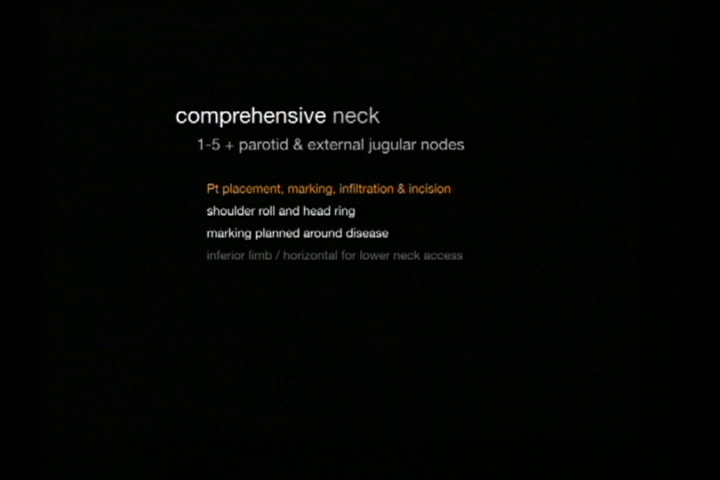 comprehensive neck
1-5 + parotid & external jugular nodes
Pt placement, marking, infiltration & incision
shoulder roll and head ring
marking planned around disease
inferior limb / horizontal for lower neck access